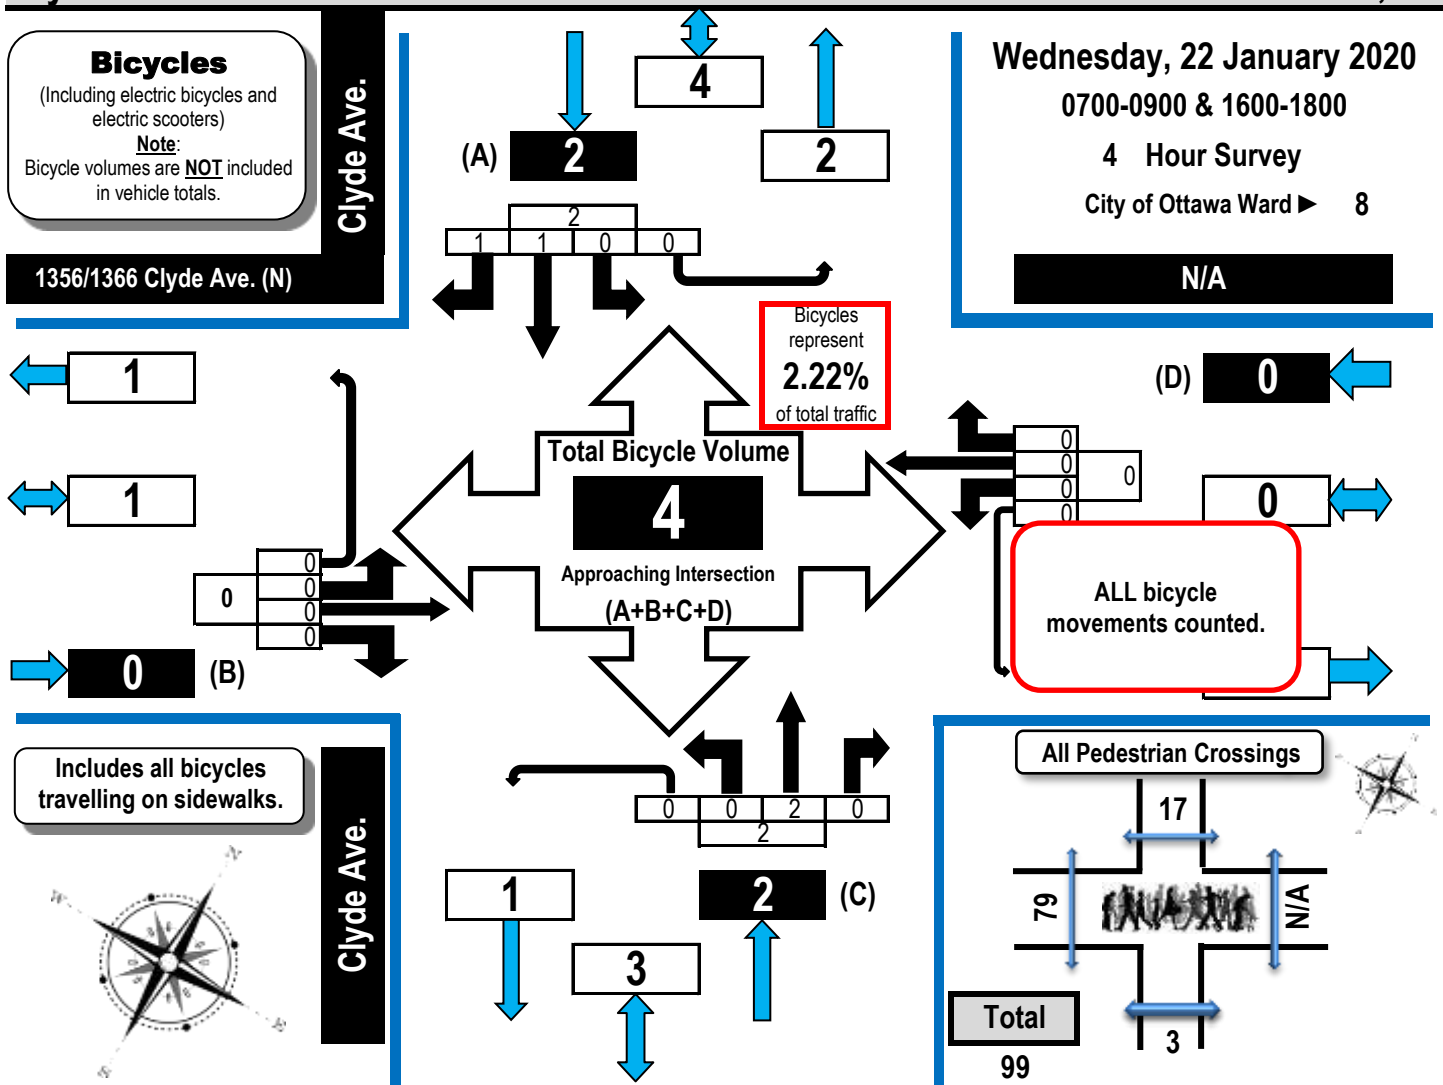 Bicycles
(Including electric bicycles and
electric scooters)
Note:
Bicycle volumes are NOT included
in vehicle totals.
Clyde Ave.
1356/1366 Clyde Ave. (N)
4
(A) 2
2
2
1 1 0 0
Wednesday, 22 January 2020
0700-0900 & 1600-1800
4 Hour Survey
City of Ottawa Ward ► 8
N/A
Bicycles
represent
2.22%
of total traffic
1
1
0
0
0
0
0
0 (B)
Total Bicycle Volume
4
Approaching Intersection
(A+B+C+D)
(D) 0
0
0
0
0
0
0
ALL bicycle
movements counted.
Includes all bicycles
travelling on sidewalks.
Clyde Ave.
N
W
E
S
0 0 2 0
2
1
2 (C)
3
All Pedestrian Crossings
17
79
N/A
3
Total
99